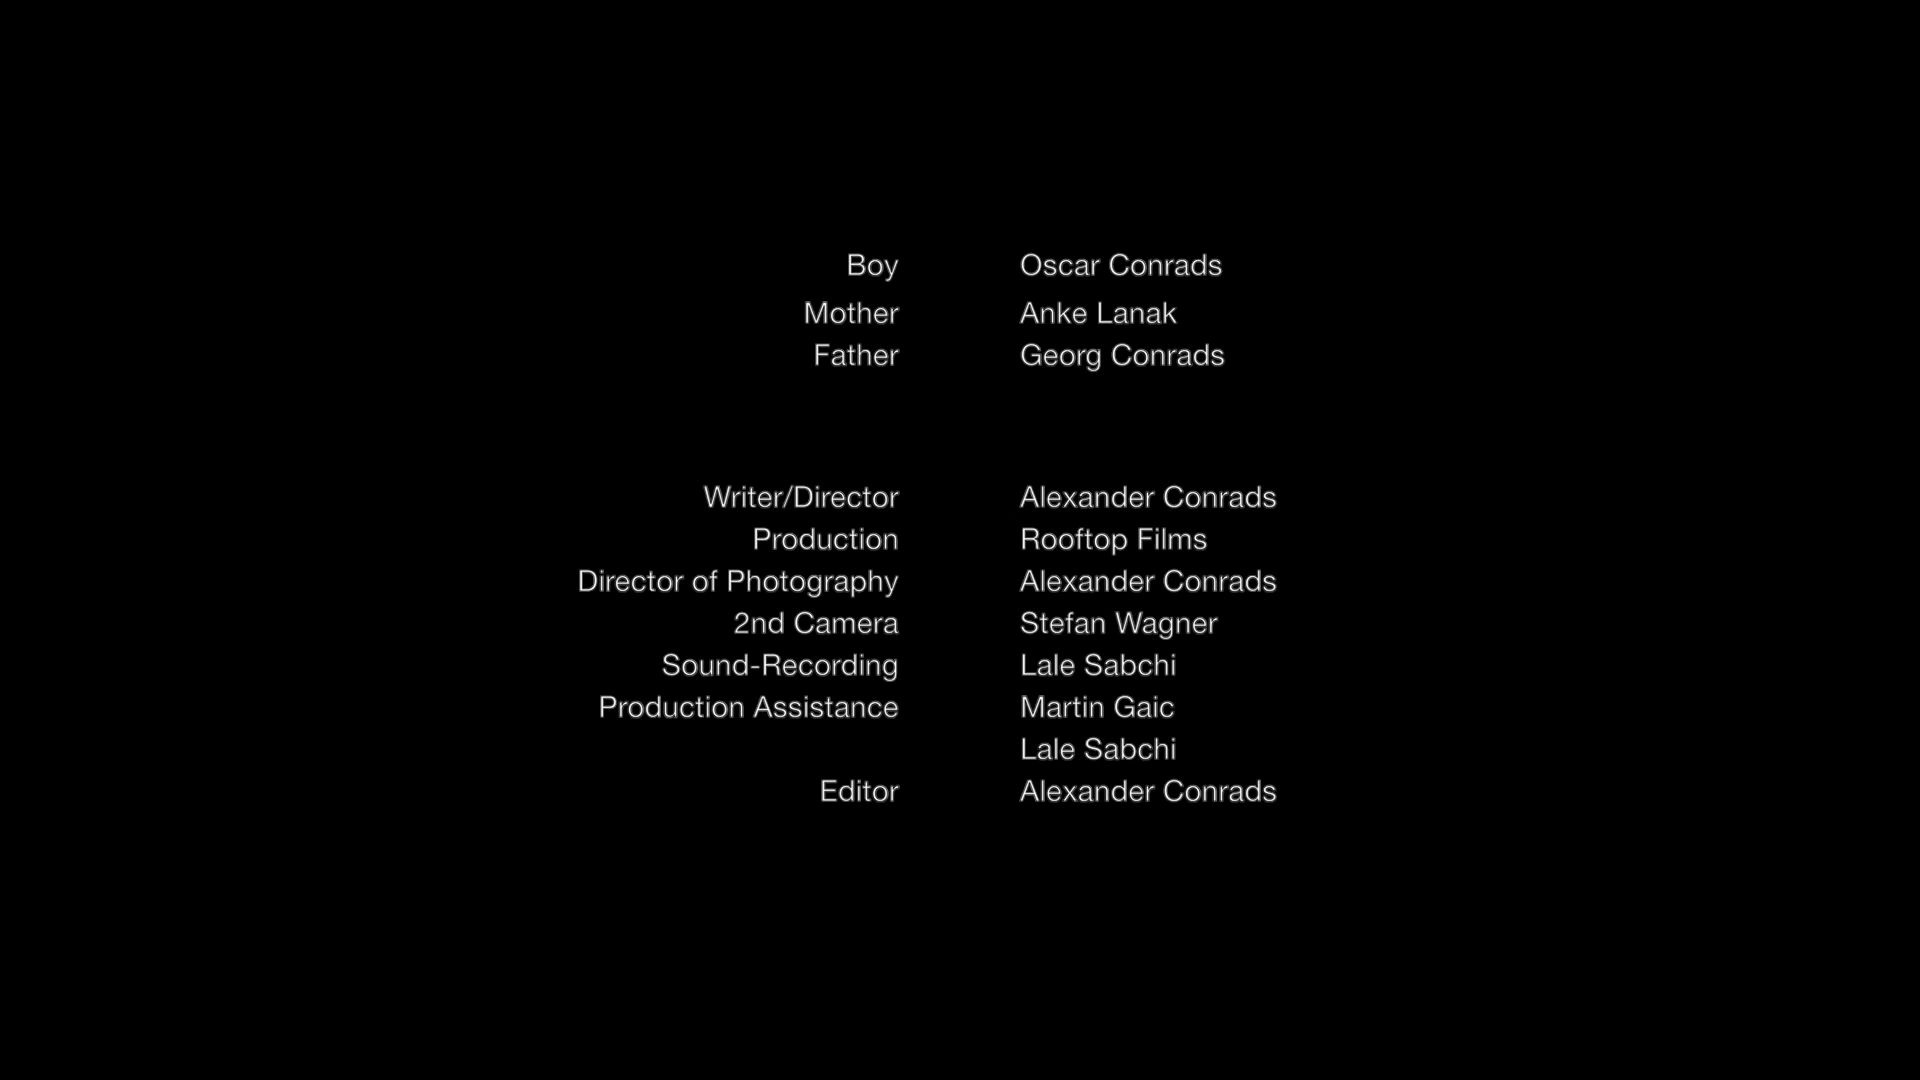 Boy Oscar Conrads
Mother Anke Lanak
Father Georg Conrads
Writer/Director Alexander Conrads
Production Rooftop Films
Director of Photography Alexander Conrads
2nd Camera Stefan Wagner
Sound-Recording Lale Sabchi
Production Assistance Martin Gaic
Lale Sabchi
Editor Alexander Conrads